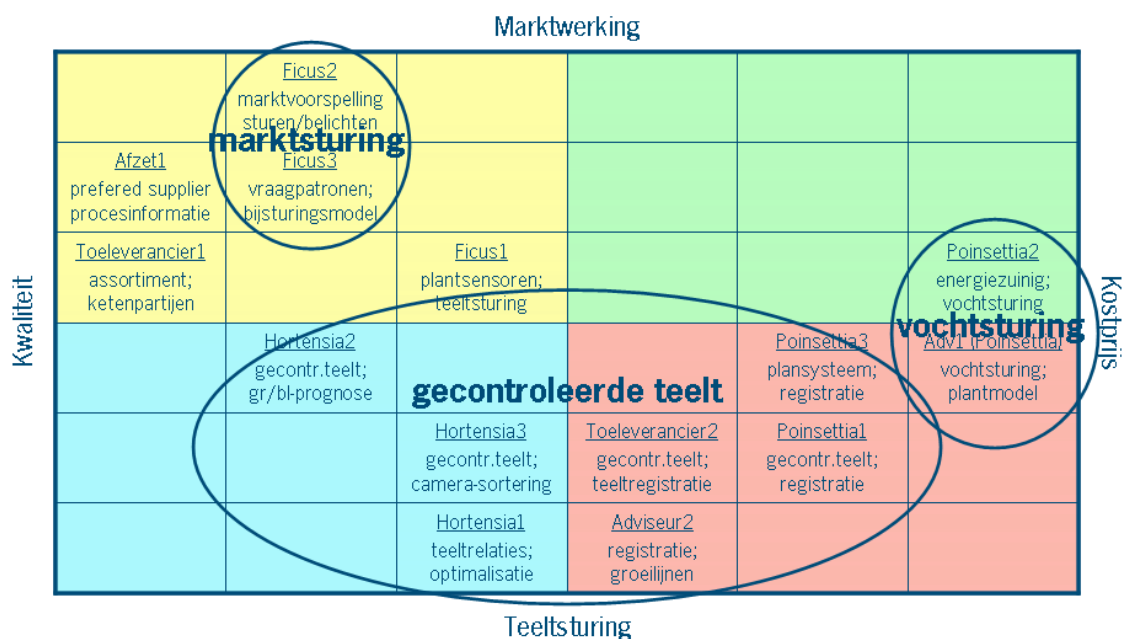 Marktwerking
Ficus2
marktvoorspelling
sturen/belichten
marktsturing
Afzet1
prefered supplier
procesinformatie
Ficus3
vraagpatronen;
bijsturingsmodel
Toeleverancier1
assortiment;
ketenpartijen
Ficus1
plantsensoren;
teeltsturing
Poinsettia2
energiezuinig;
vochtsturing
vochtsturing
Kwaliteit
Kostprijs
Hortensia2
gecontr.teelt;
gr/bl-prognose
gecontroleerde teelt
Poinsettia3
plansysteem;
registratie
Adv1 (Poinsettia)
vochtsturing;
plantmodel
Hortensia3
gecontr.teelt;
camera-sortering
Toeleverancier2
gecontr.teelt;
teeltregistratie
Poinsettia1
gecontr.teelt;
registratie
Hortensia1
teeltrelaties;
optimalisatie
Adviseur2
registratie;
groeilijnen
Teeltsturing